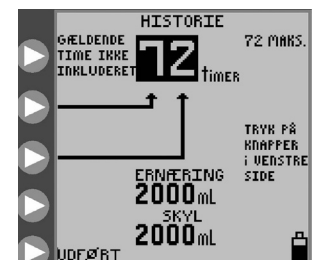 HISTORIE
GÆLDENDE
TIME IKKE
INKLUDERET
72 timer
72 MAKS.
TRYK PÅ
KNAPPER
i VENSTRE
SIDE
ERNÆRING
2000mL
SKYL
2000mL
UDFØRT